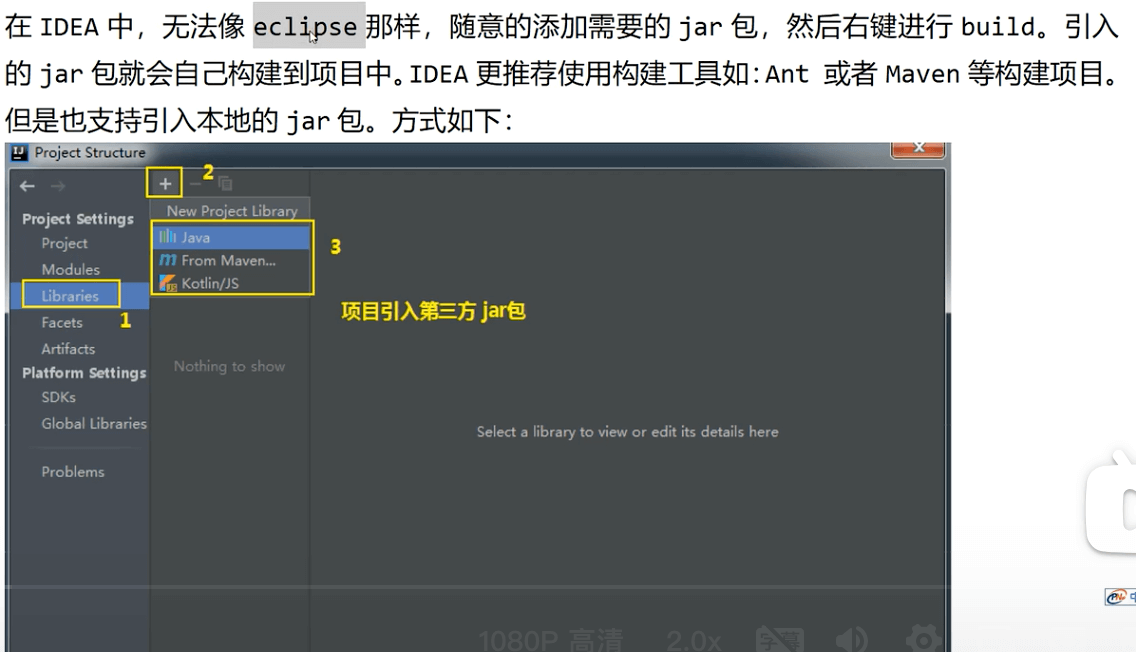 在 IDEA 中，无法像 eclipse 那样，随意的添加需要的 jar 包，然后右键进行 build。引入
的 jar 包就会自己构建到项目中。IDEA 更推荐使用构建工具如：Ant 或者 Maven 等构建项目。
但是也支持引入本地的 jar 包。方式如下：
Project Structure
2
New Project Library
Project Settings
Java
3
Project
From Maven...
Modules
Kotlin/JS
Libraries
1
项目引入第三方 jar包
Facets
Artifacts
Nothing to show
Platform Settings
SDKs
Global Libraries
Select a library to view or edit its details here
Problems
1080P 高清
2.0x
字幕